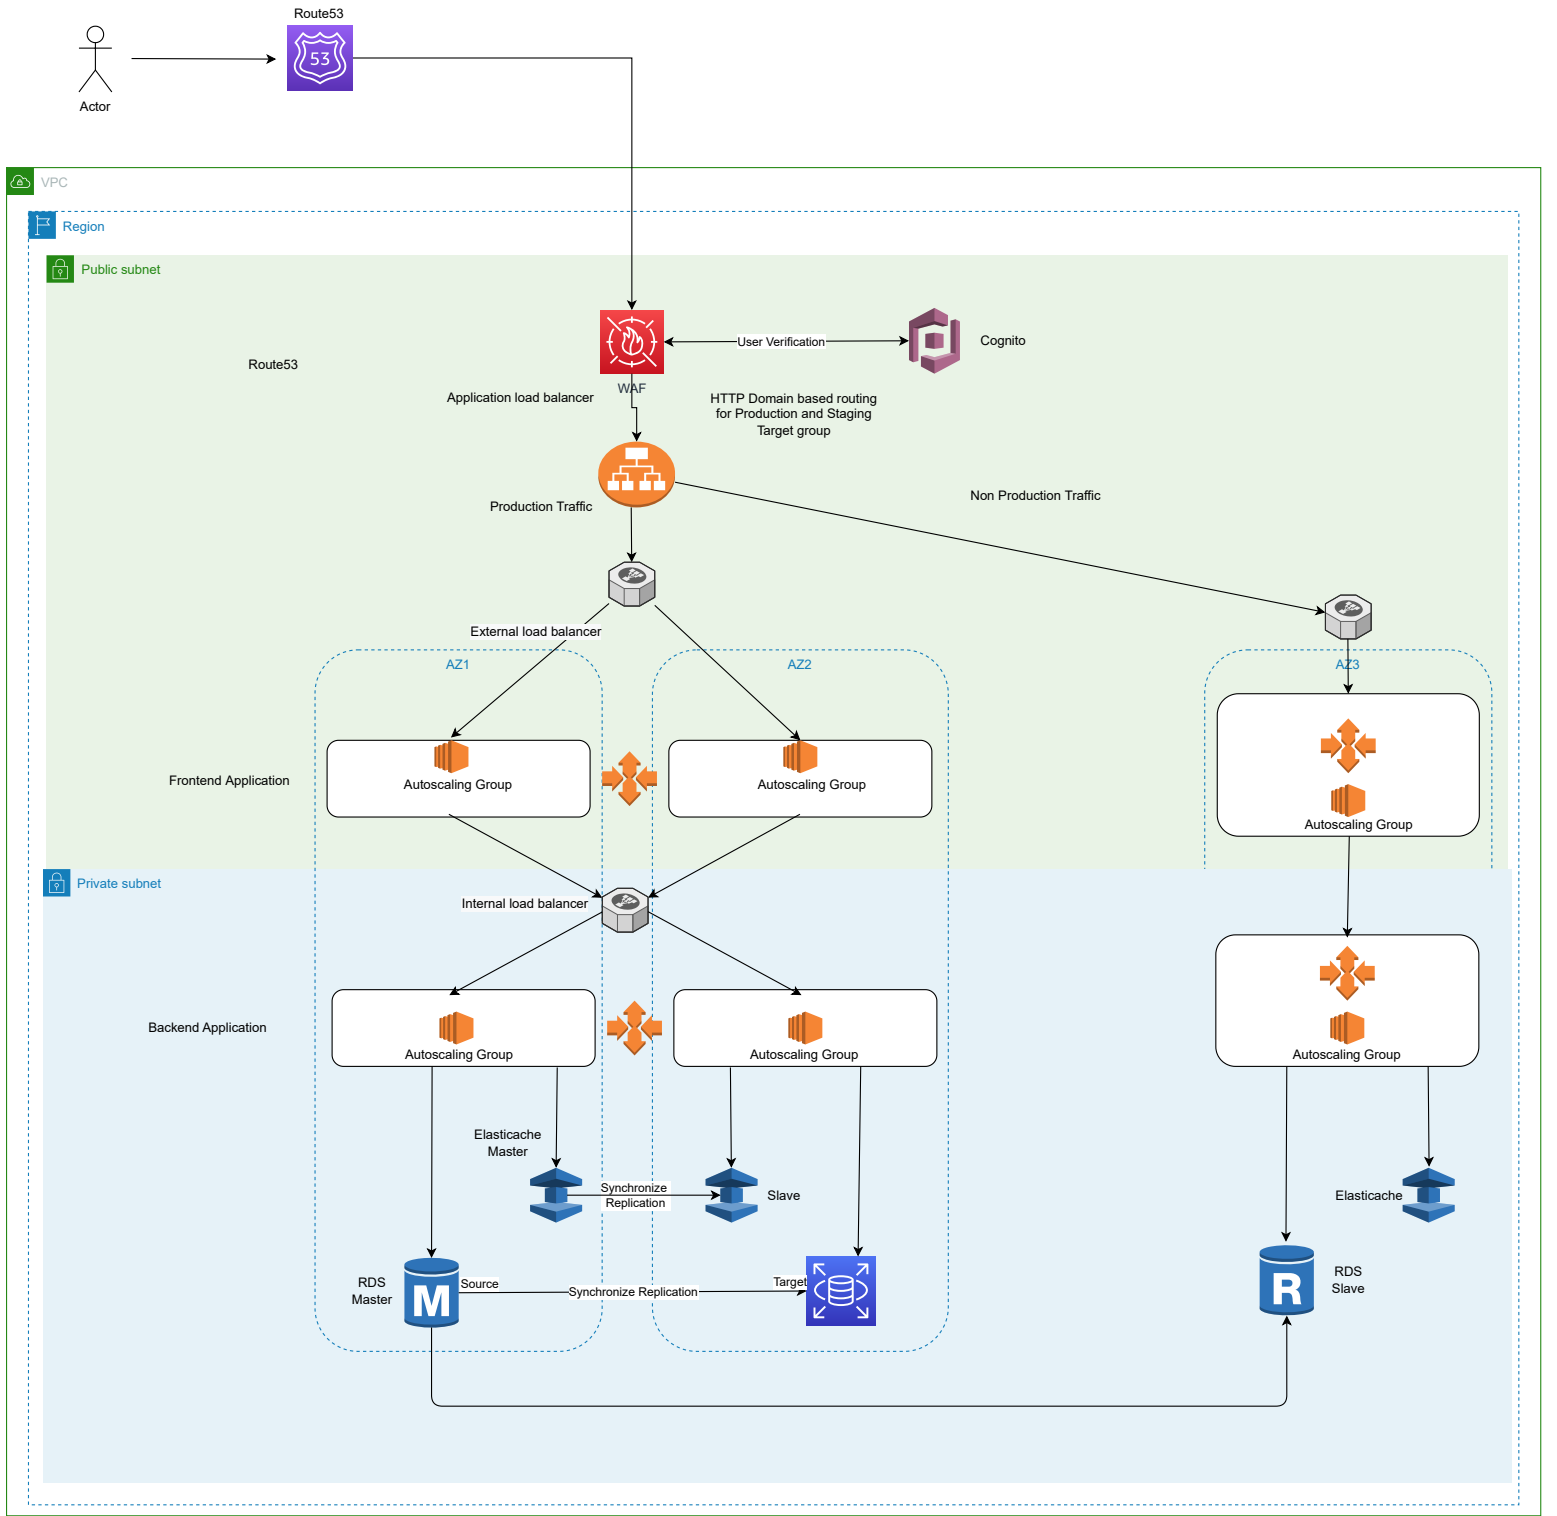 Route53
53
Actor
VPC
Region
Public subnet
User Verification
Cognito
Route53
WAF
Application load balancer
HTTP Domain based routing
for Production and Staging
Target group
Production Traffic
Non Production Traffic
External load balancer
AZ1
AZ2
AZ3
Frontend Application
Autoscaling Group
Autoscaling Group
Autoscaling Group
Private subnet
Internal load balancer
Backend Application
Autoscaling Group
Autoscaling Group
Autoscaling Group
Elasticache
Master
Synchronize
Replication
Slave
Elasticache
RDS
Master
M
Source
Synchronize Replication
Target
R
RDS
Slave